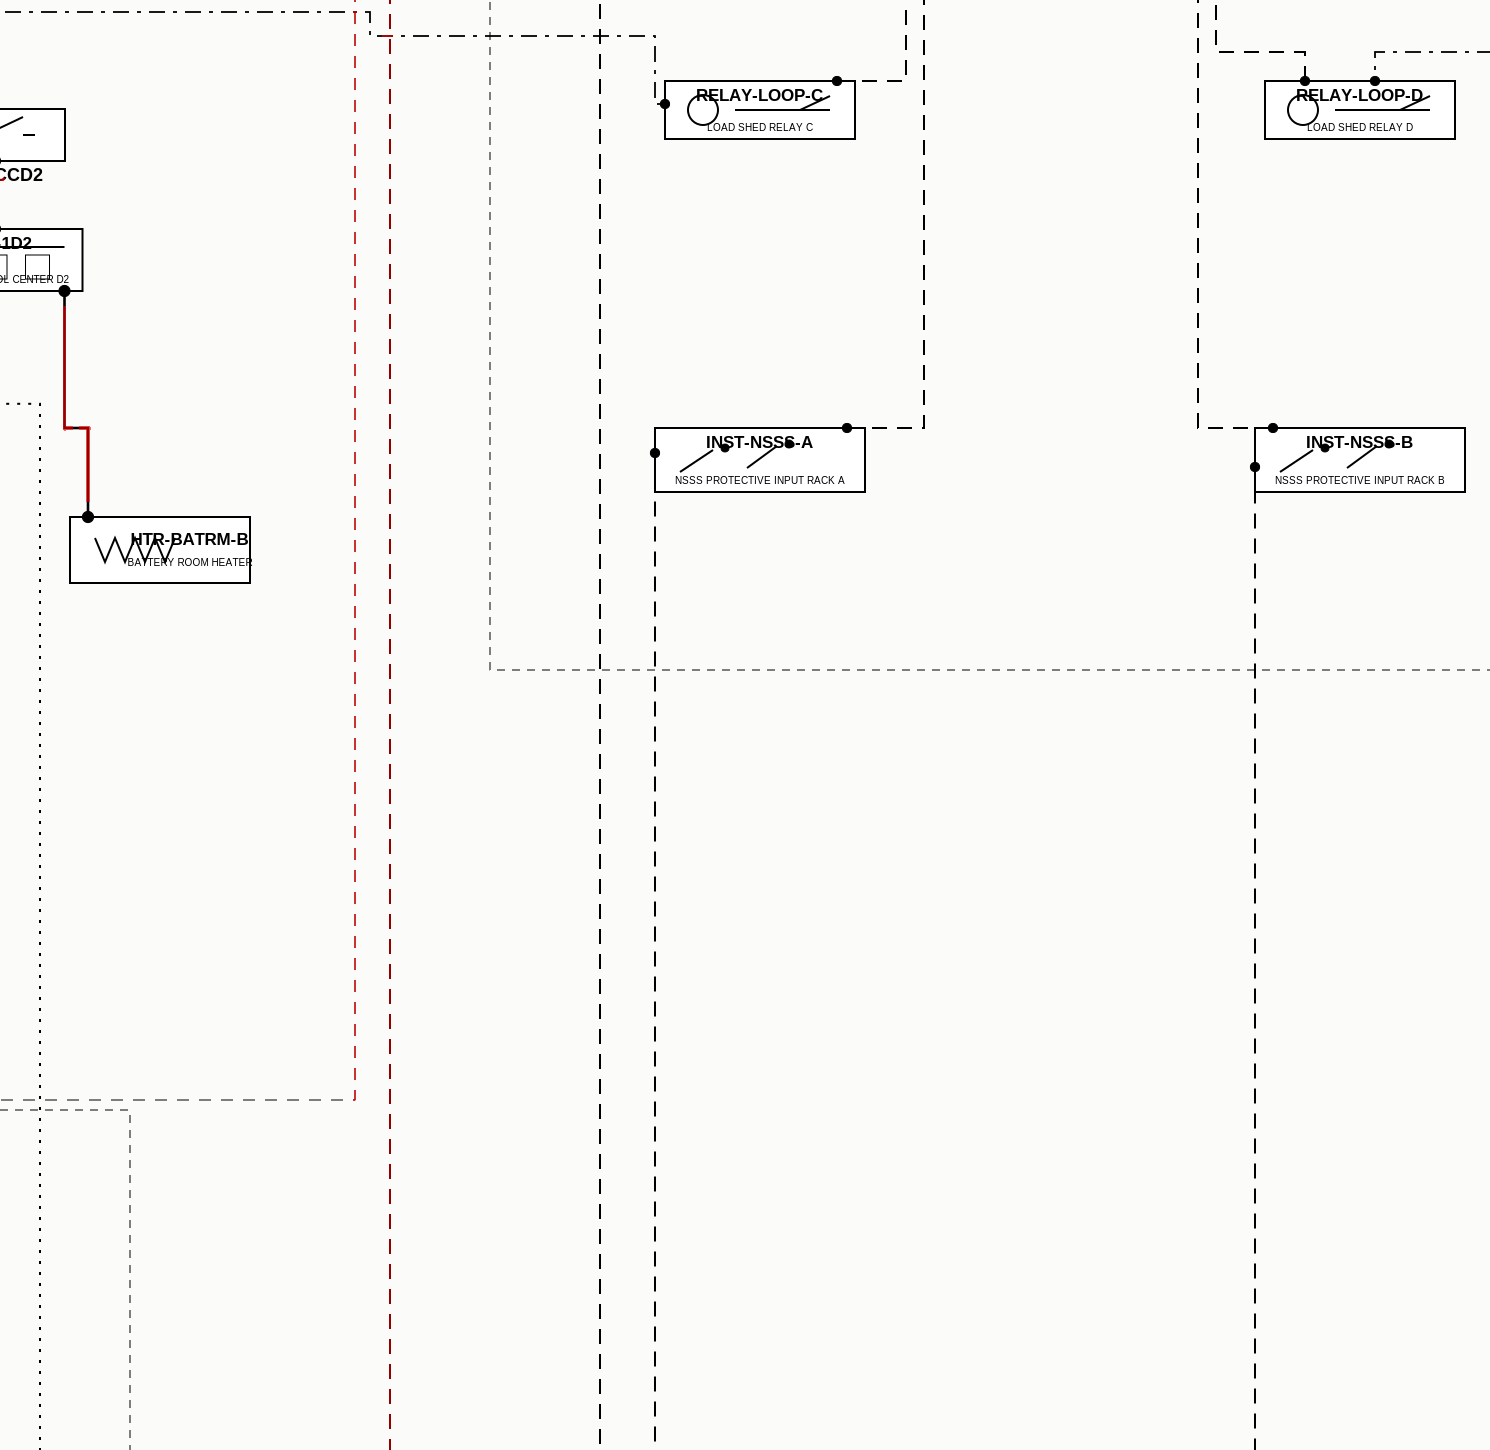 RELAY-LOOP-C
LOAD SHED RELAY C
RELAY-LOOP-D
LOAD SHED RELAY D
CCD2
1D2
OL CENTER D2
INST-NSSS-A
NSSS PROTECTIVE INPUT RACK A
INST-NSSS-B
NSSS PROTECTIVE INPUT RACK B
HTR-BATRM-B
BATTERY ROOM HEATER